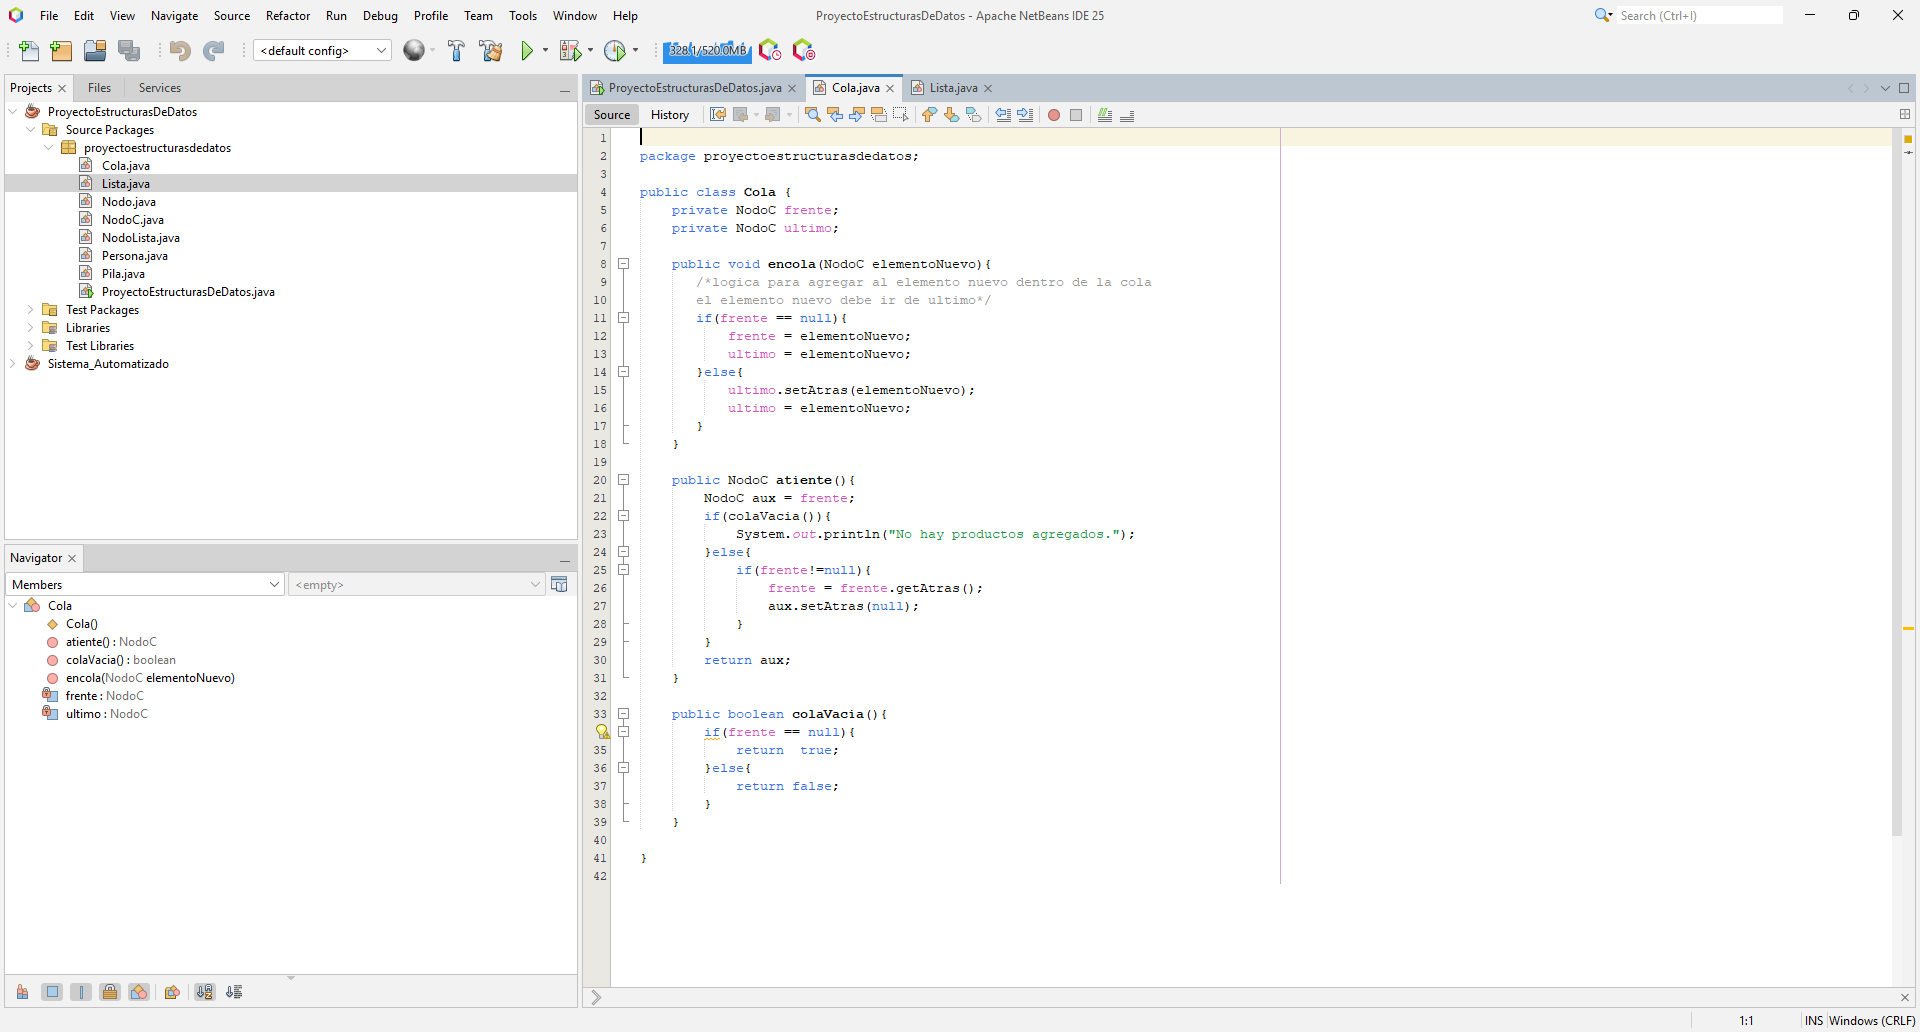 File Edit View Navigate Source Refactor Run Debug Profile Team Tools Window Help
ProyectoEstructurasDeDatos - Apache NetBeans IDE 25
Search (Ctrl+I)
<default config>
328.1/520.0MB
Projects Files Services
ProyectoEstructurasDeDatos
Source Packages
proyectoestructurasdedatos
Cola.java
Lista.java
Nodo.java
NodoC.java
NodoLista.java
Persona.java
Pila.java
ProyectoEstructurasDeDatos.java
Test Packages
Libraries
Test Libraries
Sistema_Automatizado
Navigator
Members
<empty>
Cola
Cola()
atiente() : NodoC
colaVacia() : boolean
encola(NodoC elementoNuevo)
frente : NodoC
ultimo : NodoC
ProyectoEstructurasDeDatos.java Cola.java Lista.java
Source History
1
2 package proyectoestructurasdedatos;
3
4 public class Cola {
5 private NodoC frente;
6 private NodoC ultimo;
7
8 public void encola(NodoC elementoNuevo){
9 /*logica para agregar al elemento nuevo dentro de la cola
10 el elemento nuevo debe ir de ultimo*/
11 if(frente == null){
12 frente = elementoNuevo;
13 ultimo = elementoNuevo;
14 }else{
15 ultimo.setAtras(elementoNuevo);
16 ultimo = elementoNuevo;
17 }
18 }
19
20 public NodoC atiente(){
21 NodoC aux = frente;
22 if(colaVacia()){
23 System.out.println("No hay productos agregados.");
24 }else{
25 if(frente!=null){
26 frente = frente.getAtras();
27 aux.setAtras(null);
28 }
29 }
30 return aux;
31 }
32
33 public boolean colaVacia(){
if(frente == null){
35 return  true;
36 }else{
37 return false;
38 }
39 }
40
41 }
42
1:1 INS Windows (CRLF)